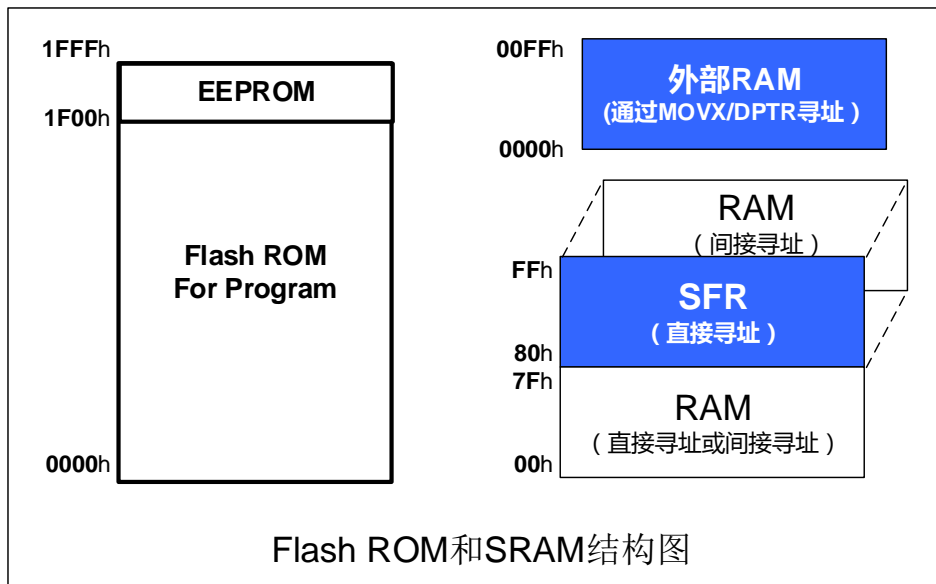 1FFFh
EEPROM
1F00h
Flash ROM
For Program
0000h
00FFh
外部RAM
(通过MOVX/DPTR寻址）
0000h
RAM
（间接寻址）
FFh
SFR
（直接寻址）
80h
7Fh
RAM
（直接寻址或间接寻址）
00h
Flash ROM和SRAM结构图